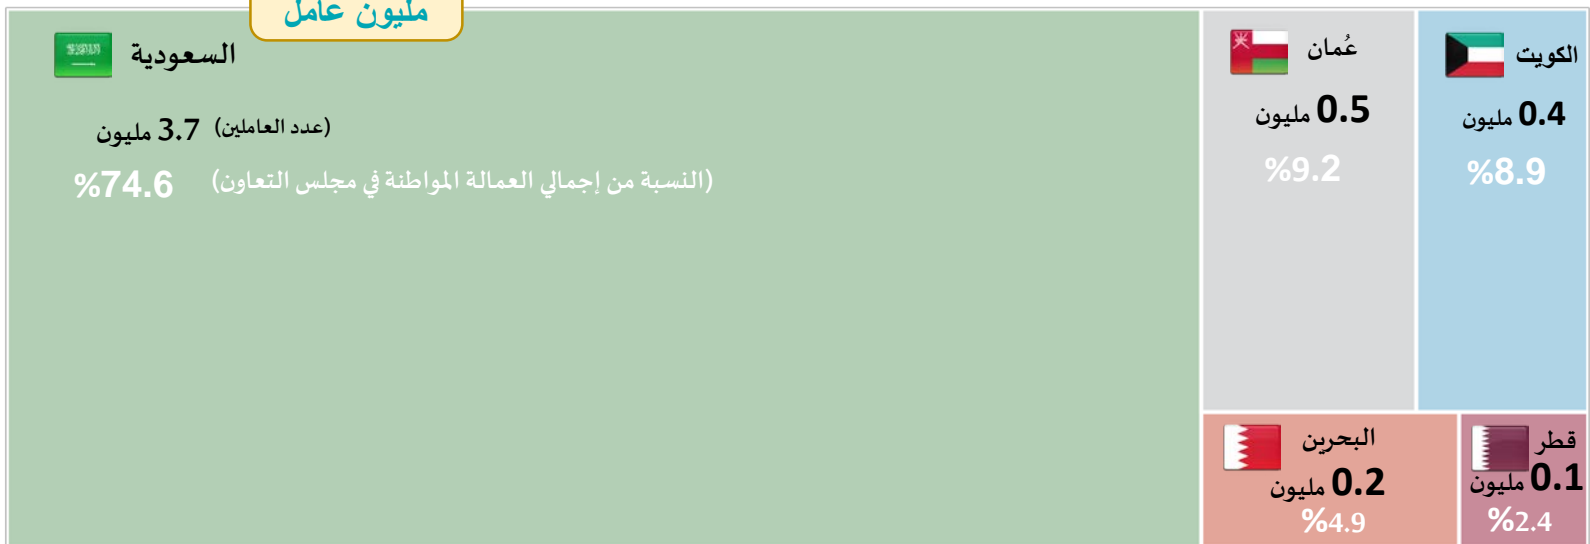 مليون عامل
السعودية
(عدد العاملين) 3.7 مليون
(النسبة من إجمالي العمالة المواطنة في مجلس التعاون) %74.6
عُمان
0.5 مليون
%9.2
الكويت
0.4 مليون
%8.9
البحرين
0.2 مليون
%4.9
قطر
0.1 مليون
%2.4